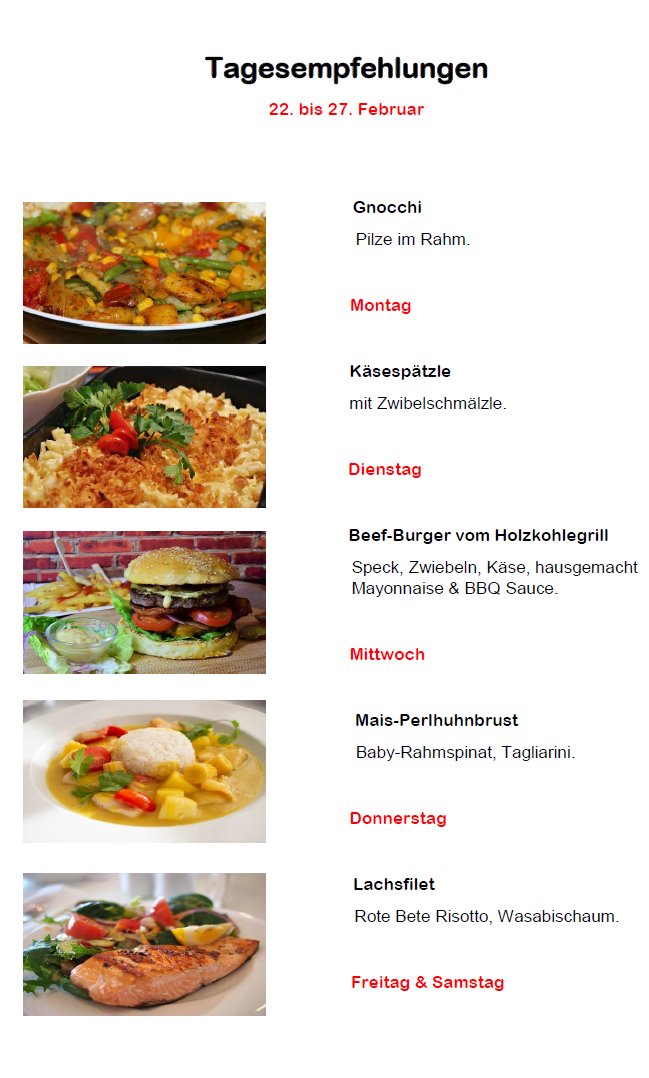 Tagesempfehlungen
22. bis 27. Februar
Gnocchi
Pilze im Rahm.
Montag
Käsespätzle
mit Zwibelschmälzle.
Dienstag
Beef-Burger vom Holzkohlegrill
Speck, Zwiebeln, Käse, hausgemacht
Mayonnaise & BBQ Sauce.
Mittwoch
Mais-Perlhuhnbrust
Baby-Rahmspinat, Tagliarini.
Donnerstag
Lachsfilet
Rote Bete Risotto, Wasabischaum.
Freitag & Samstag